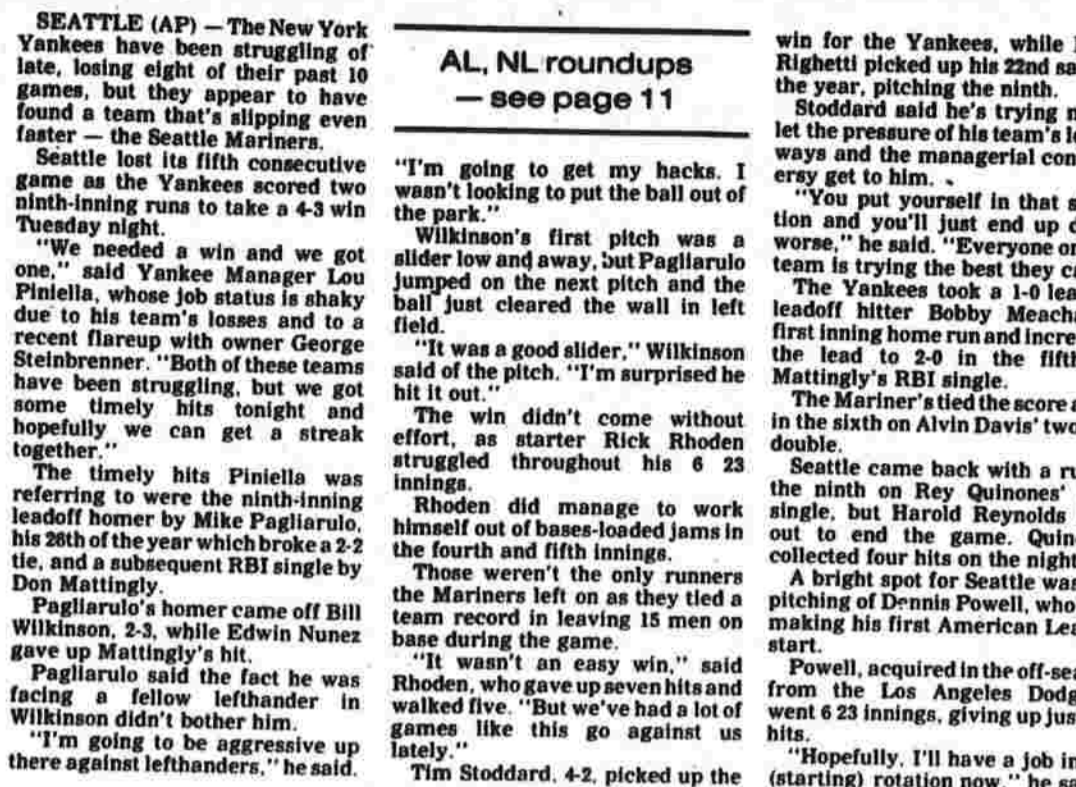 SEATTLE (AP) — The New York
Yankees have been struggling of
late, losing eight of their past 10
games, but they appear to have
found a team that's slipping even
faster — the Seattle Mariners.
Seattle lost its fifth consecutive
game as the Yankees scored two
ninth-inning runs to take a 4-3 win
Tuesday night.
"We needed a win and we got
one," said Yankee Manager Lou
Piniella, whose job status is shaky
due to his team's losses and to a
recent flareup with owner George
Steinbrenner. "Both of these teams
have been struggling, but we got
some timely hits tonight and
hopefully we can get a streak
together."
The timely hits Piniella was
referring to were the ninth-inning
leadoff homer by Mike Pagliarulo,
his 26th of the year which broke a 2-2
tie, and a subsequent RBI single by
Don Mattingly.
Pagliarulo's homer came off Bill
Wilkinson, 2-3, while Edwin Nunez
gave up Mattingly's hit.
Pagliarulo said the fact he was
facing a fellow lefthander in
Wilkinson didn't bother him.
"I'm going to be aggressive up
there against lefthanders," he said.
AL, NL roundups
— see page 11
"I'm going to get my hacks. I
wasn't looking to put the ball out of
the park."
Wilkinson's first pitch was a
slider low and away, but Pagliarulo
jumped on the next pitch and the
ball just cleared the wall in left
field.
"It was a good slider," Wilkinson
said of the pitch. "I'm surprised he
hit it out."
The win didn't come without
effort, as starter Rick Rhoden
struggled throughout his 6 23
innings.
Rhoden did manage to work
himself out of bases-loaded jams in
the fourth and fifth innings.
Those weren't the only runners
the Mariners left on as they tied a
team record in leaving 15 men on
base during the game.
"It wasn't an easy win," said
Rhoden, who gave up seven hits and
walked five. "But we've had a lot of
games like this go against us
lately."
Tim Stoddard, 4-2, picked up the
win for the Yankees, while
Righetti picked up his 22nd sa
the year, pitching the ninth.
Stoddard said he's trying n
let the pressure of his team's l
ways and the managerial con
ersy get to him.
"You put yourself in that s
tion and you'll just end up d
worse," he said. "Everyone on
team is trying the best they c
The Yankees took a 1-0 lea
leadoff hitter Bobby Meacha
first inning home run and incre
the lead to 2-0 in the fifth
Mattingly's RBI single.
The Mariner's tied the score a
in the sixth on Alvin Davis' two
double.
Seattle came back with a ru
the ninth on Rey Quinones'
single, but Harold Reynolds
out to end the game. Quin
collected four hits on the night
A bright spot for Seattle was
pitching of Dennis Powell, who
making his first American Lea
start.
Powell, acquired in the off-sea
from the Los Angeles Dodg
went 6 23 innings, giving up jus
hits.
"Hopefully, I'll have a job in
(starting) rotation now," he sa